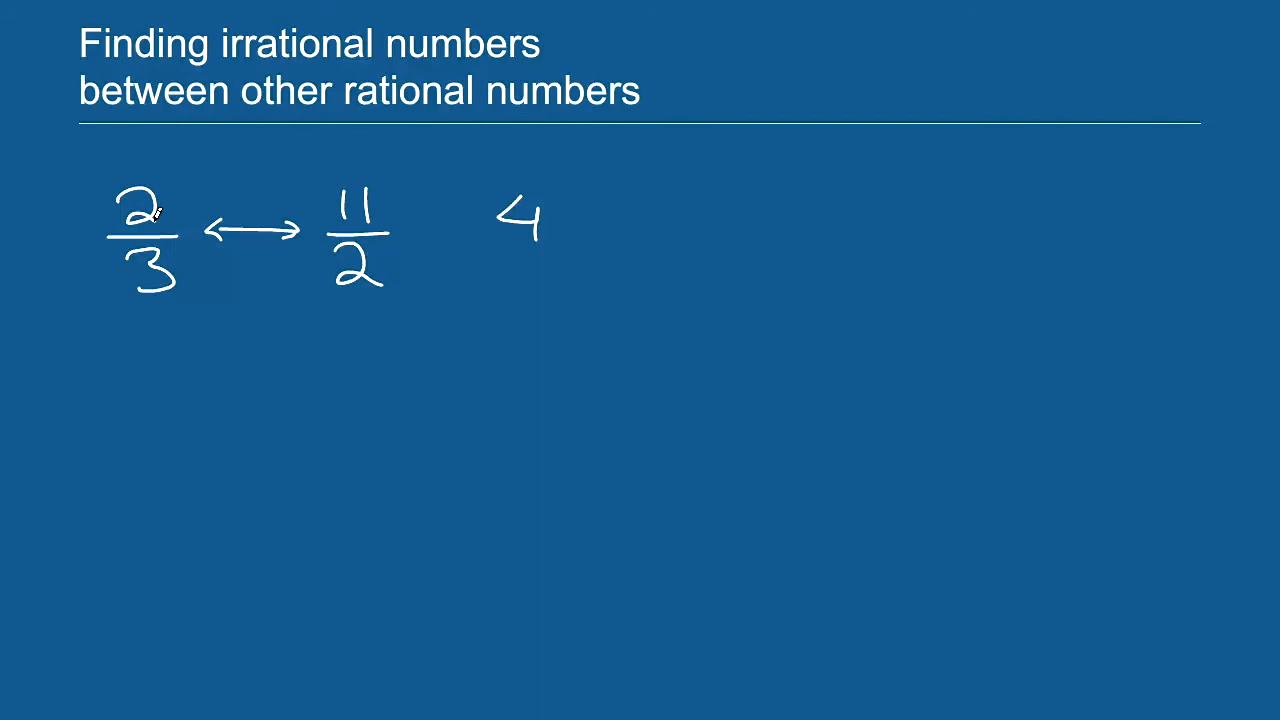 Finding irrational numbers
between other rational numbers
2/3 ↔ 11/2 4